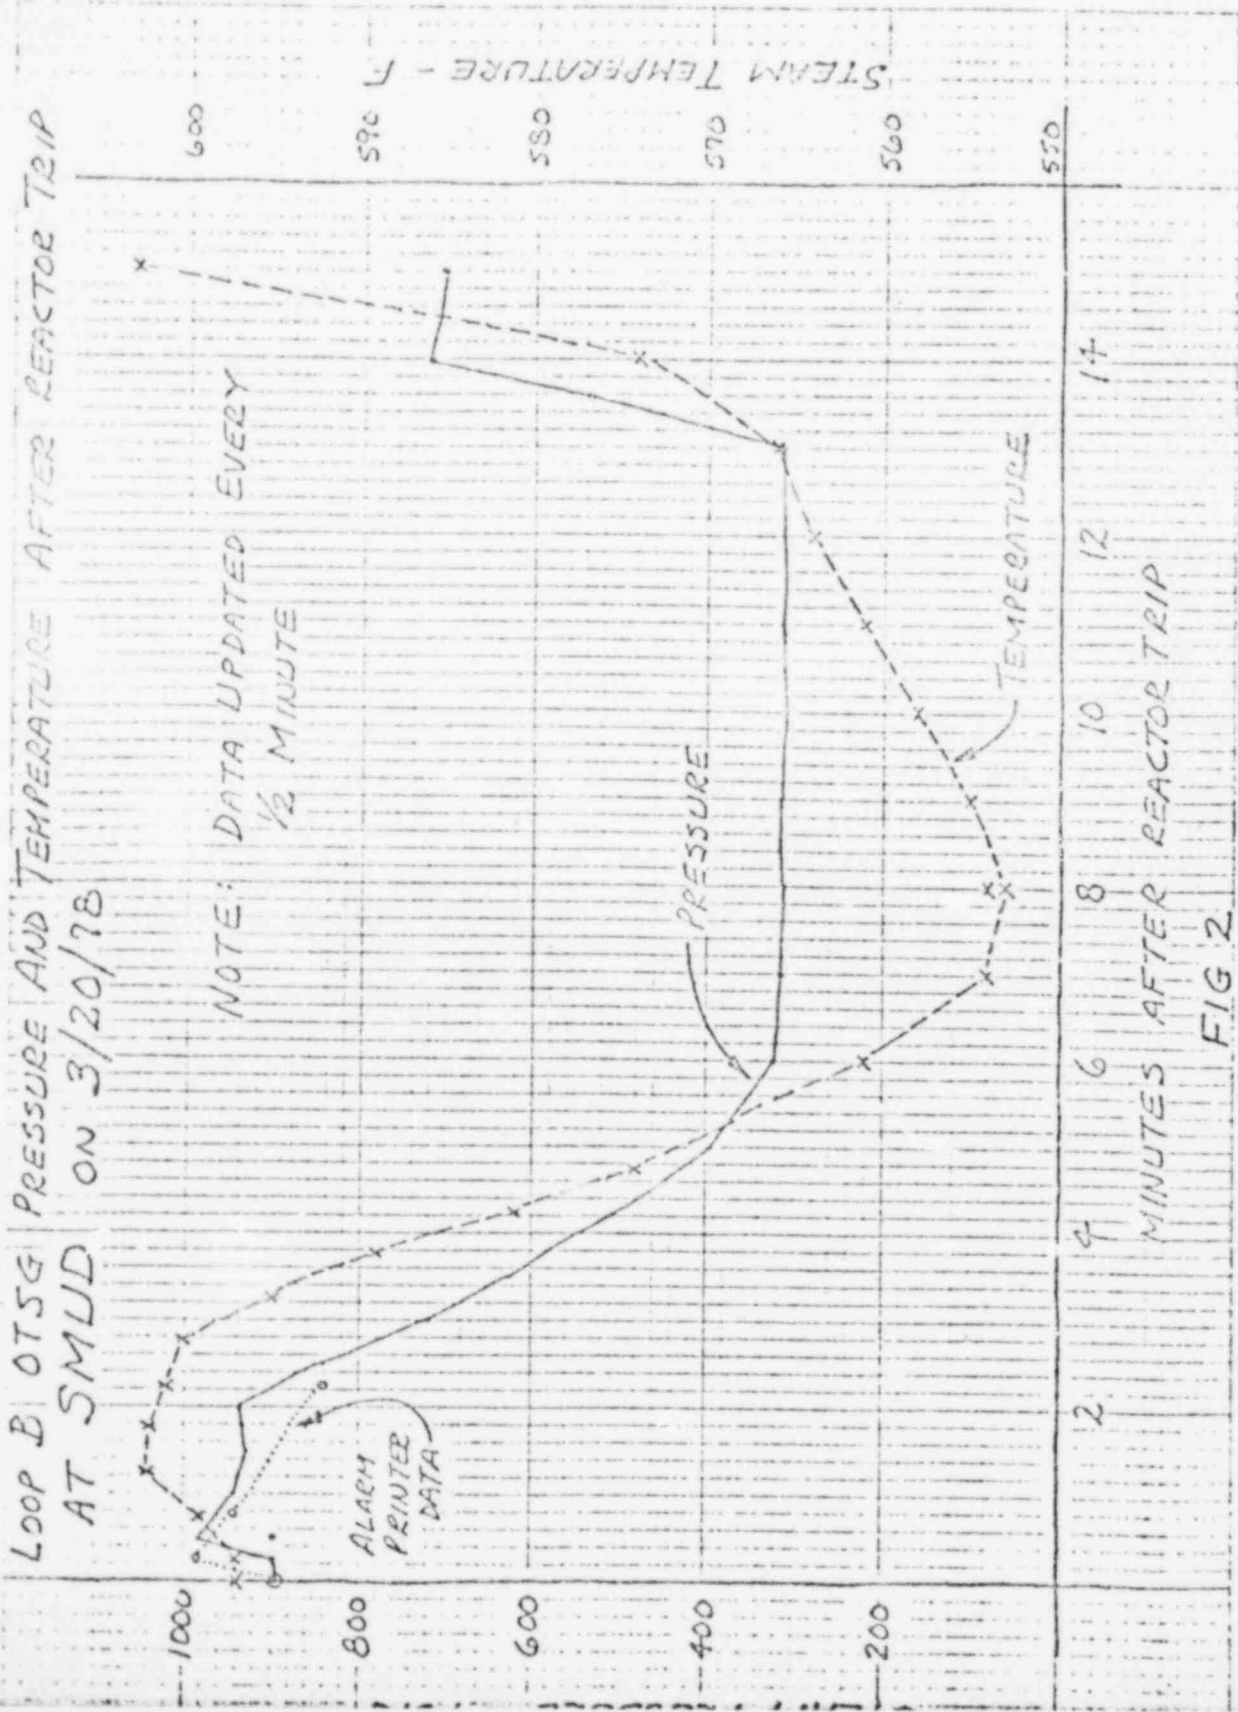 LOOP B OTSG PRESSURE AND TEMPERATURE AFTER REACTOR TRIP
AT SMUD ON 3/20/78
NOTE: DATA UPDATED EVERY
1/2 MINUTE
1000
800
600
400
200
ALARM
PRINTER
DATA
PRESSURE
TEMPERATURE
600
590
580
570
560
550
STEAM TEMPERATURE - F
2
4
6
8
10
12
14
MINUTES AFTER REACTOR TRIP
FIG 2